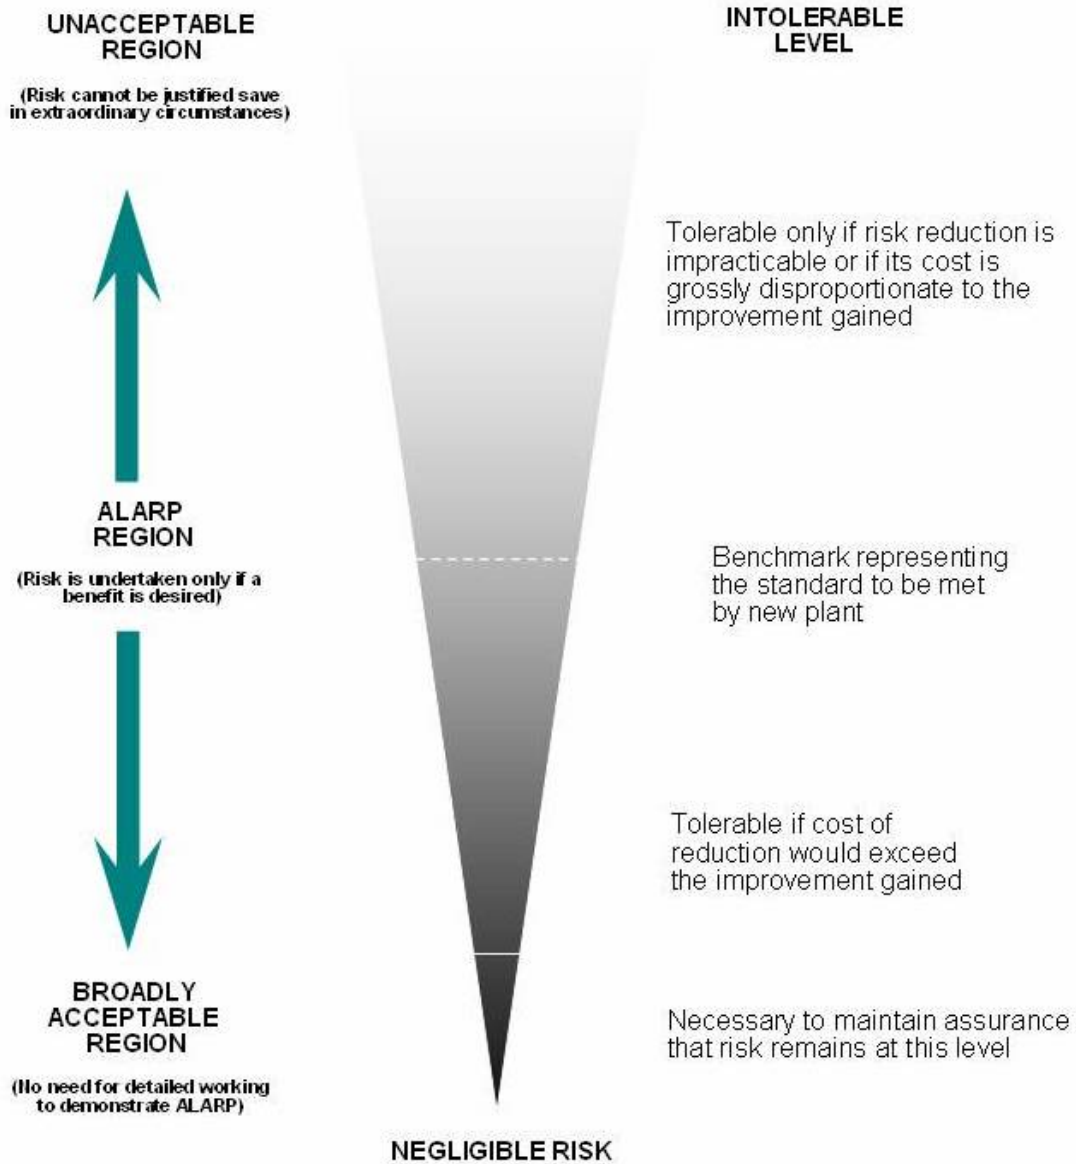 UNACCEPTABLE
REGION
(Risk cannot be justified save
in extraordinary circumstances)
INTOLERABLE
LEVEL
Tolerable only if risk reduction is
impracticable or if its cost is
grossly disproportionate to the
improvement gained
ALARP
REGION
(Risk is undertaken only if a
benefit is desired)
Benchmark representing
the standard to be met
by new plant
Tolerable if cost of
reduction would exceed
the improvement gained
BROADLY
ACCEPTABLE
REGION
(No need for detailed working
to demonstrate ALARP)
Necessary to maintain assurance
that risk remains at this level
NEGLIGIBLE RISK